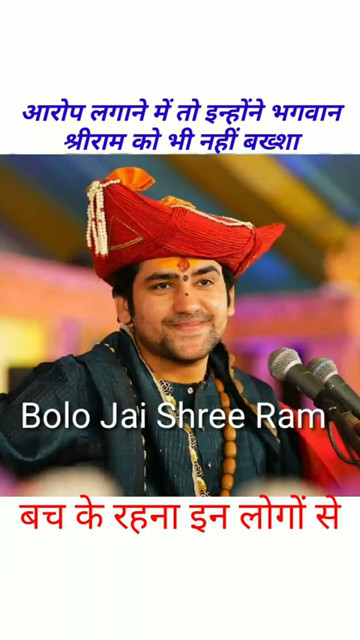 आरोप लगाने में तो इन्होंने भगवान
श्रीराम को भी नहीं बख्शा
Bolo Jai Shree Ram
बच के रहना इन लोगों से